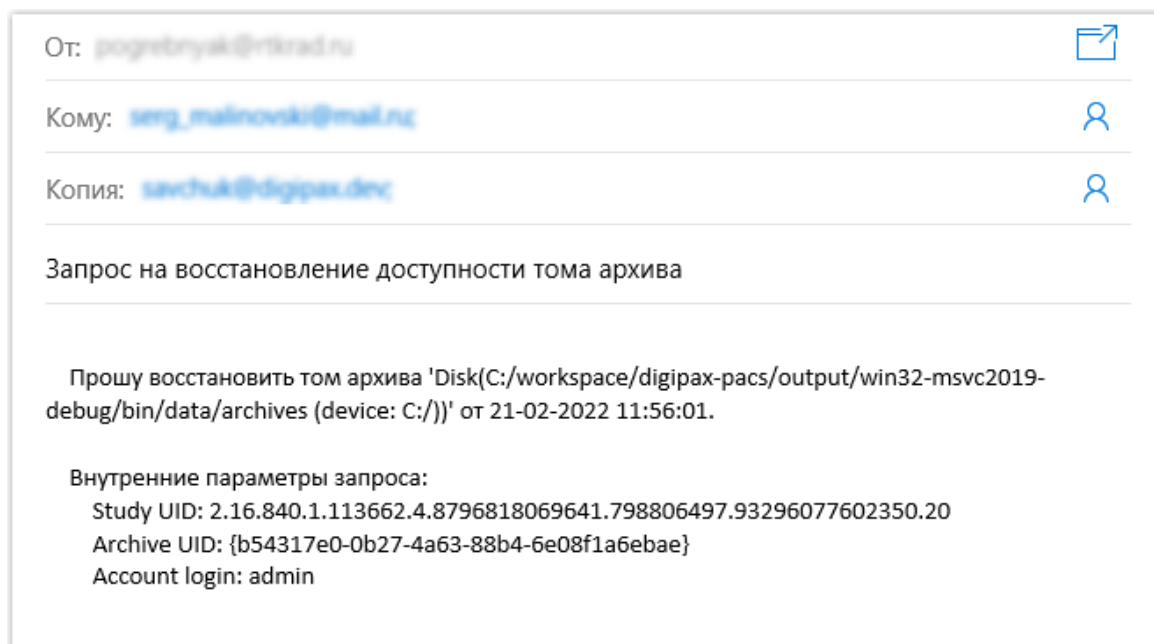 От:
Кому:
Копия:
Запрос на восстановление доступности тома архива
Прошу восстановить том архива 'Disk(C:/workspace/digipax-pacs/output/win32-msvc2019-
debug/bin/data/archives (device: C:/))' от 21-02-2022 11:56:01.
Внутренние параметры запроса:
Study UID: 2.16.840.1.113662.4.8796818069641.798806497.93296077602350.20
Archive UID: {b54317e0-0b27-4a63-88b4-6e08f1a6ebae}
Account login: admin